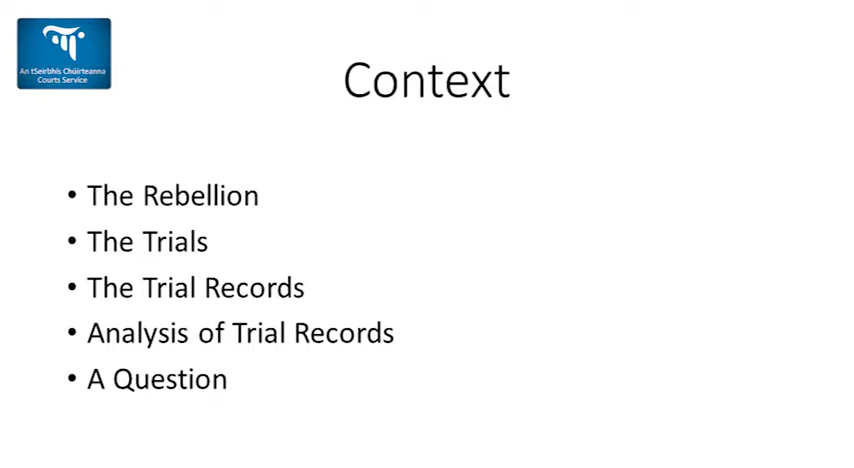 An tSeirbhís Chúirteanna
Courts Service
Context
• The Rebellion
• The Trials
• The Trial Records
• Analysis of Trial Records
• A Question